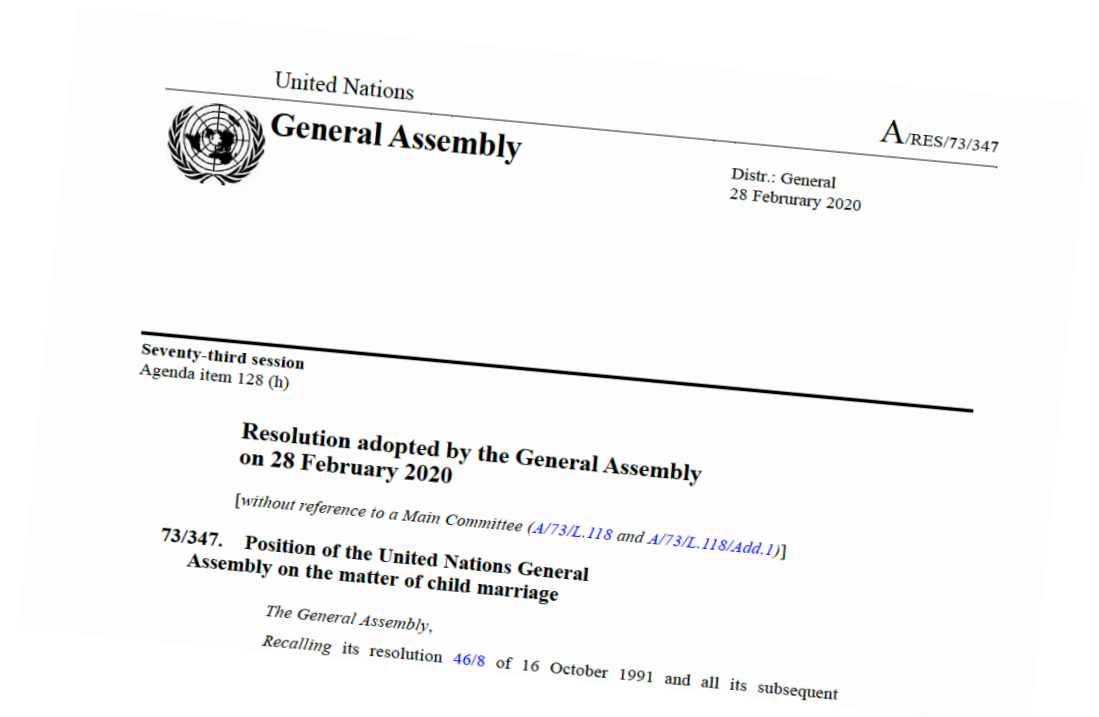 United Nations
A/RES/73/347
General Assembly
Distr.: General
28 Februrary 2020
Seventy-third session
Agenda item 128 (h)
Resolution adopted by the General Assembly
on 28 February 2020
[without reference to a Main Committee (A/73/L.118 and A/73/L.118/Add.1)]
73/347. Position of the United Nations General
Assembly on the matter of child marriage
The General Assembly,
Recalling its resolution 46/8 of 16 October 1991 and all its subsequent